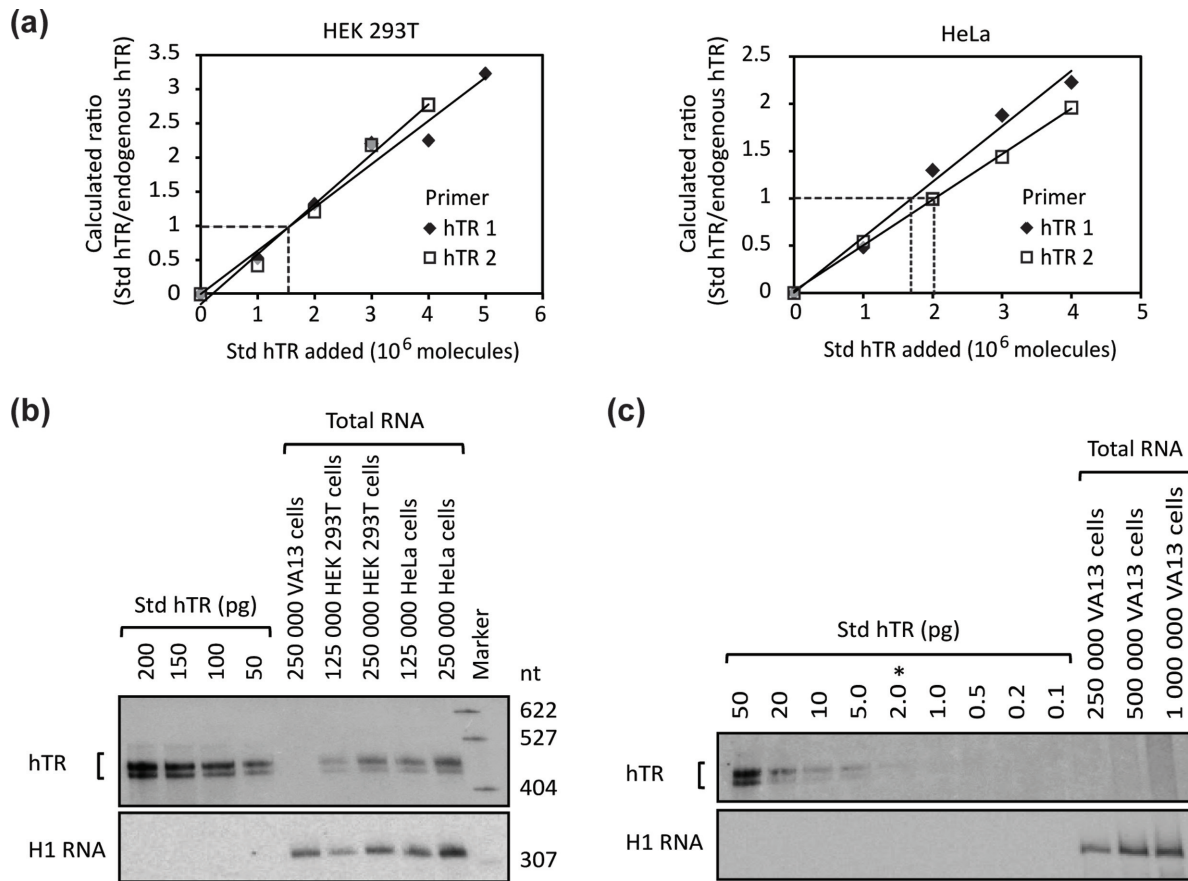 (a)
HEK 293T
Calculated ratio
(Std hTR/endogenous hTR)
3.5
3
2.5
2
1.5
1
0.5
0
0 1 2 3 4 5 6
Std hTR added (10⁶ molecules)
Primer
hTR 1
hTR 2
HeLa
Calculated ratio
(Std hTR/endogenous hTR)
2.5
2
1.5
1
0.5
0
0 1 2 3 4 5
Std hTR added (10⁶ molecules)
Primer
hTR 1
hTR 2
(b)
Total RNA
Std hTR (pg)
200
150
100
50
250 000 VA13 cells
125 000 HEK 293T cells
250 000 HEK 293T cells
125 000 HeLa cells
250 000 HeLa cells
Marker
nt
622
527
404
307
hTR
H1 RNA
(c)
Total RNA
Std hTR (pg)
50
20
10
5.0
2.0 *
1.0
0.5
0.2
0.1
250 000 VA13 cells
500 000 VA13 cells
1 000 000 VA13 cells
hTR
H1 RNA